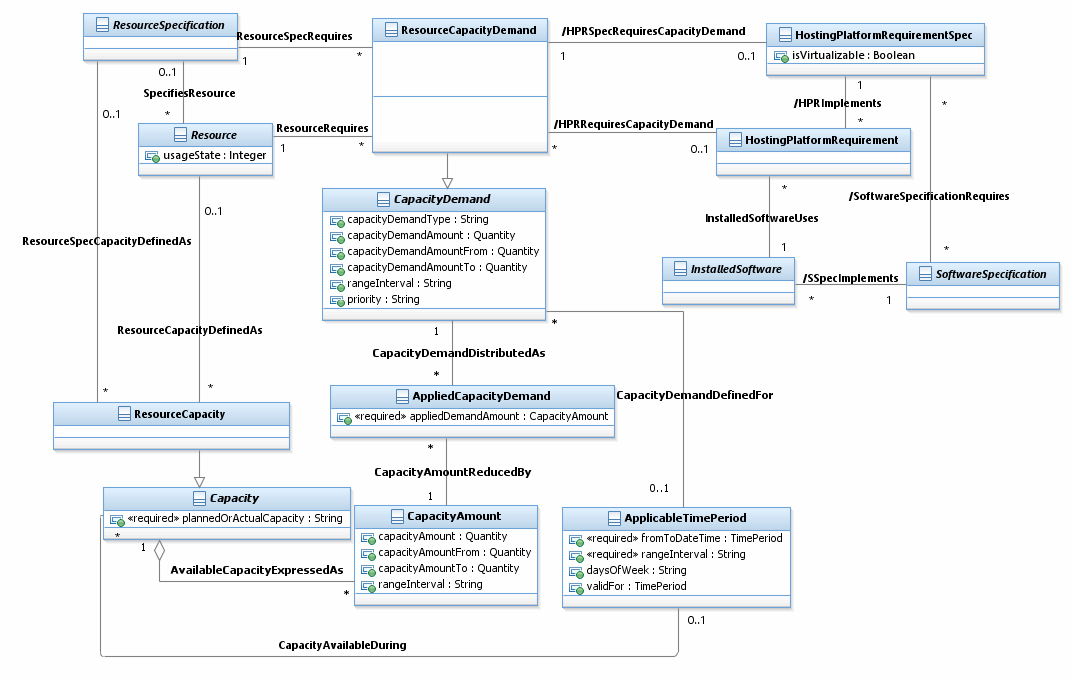 ResourceSpecification
ResourceSpecRequires
1
*
ResourceCapacityDemand
/HPRSpecRequiresCapacityDemand
1
0..1
HostingPlatformRequirementSpec
isVirtualizable : Boolean
0..1
SpecifiesResource
*
0..1
1
/HPRImplements
*
*
Resource
usageState : Integer
ResourceRequires
1
*
/HPRRequiresCapacityDemand
*
0..1
HostingPlatformRequirement
CapacityDemand
capacityDemandType : String
capacityDemandAmount : Quantity
capacityDemandAmountFrom : Quantity
capacityDemandAmountTo : Quantity
rangeInterval : String
priority : String
0..1
*
InstalledSoftwareUses
1
/SoftwareSpecificationRequires
*
ResourceSpecCapacityDefinedAs
InstalledSoftware
/SSpecImplements
*
1
SoftwareSpecification
ResourceCapacityDefinedAs
1
CapacityDemandDistributedAs
*
*
CapacityDemandDefinedFor
0..1
*
*
ResourceCapacity
AppliedCapacityDemand
«required» appliedDemandAmount : CapacityAmount
*
CapacityAmountReducedBy
1
Capacity
«required» plannedOrActualCapacity : String
*
1
AvailableCapacityExpressedAs
*
CapacityAmount
capacityAmount : Quantity
capacityAmountFrom : Quantity
capacityAmountTo : Quantity
rangeInterval : String
ApplicableTimePeriod
«required» fromToDateTime : TimePeriod
«required» rangeInterval : String
daysOfWeek : String
validFor : TimePeriod
0..1
CapacityAvailableDuring